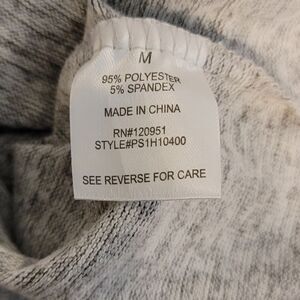 M
95% POLYESTER
5% SPANDEX
MADE IN CHINA
RN#120951
STYLE#PS1H10400
SEE REVERSE FOR CARE